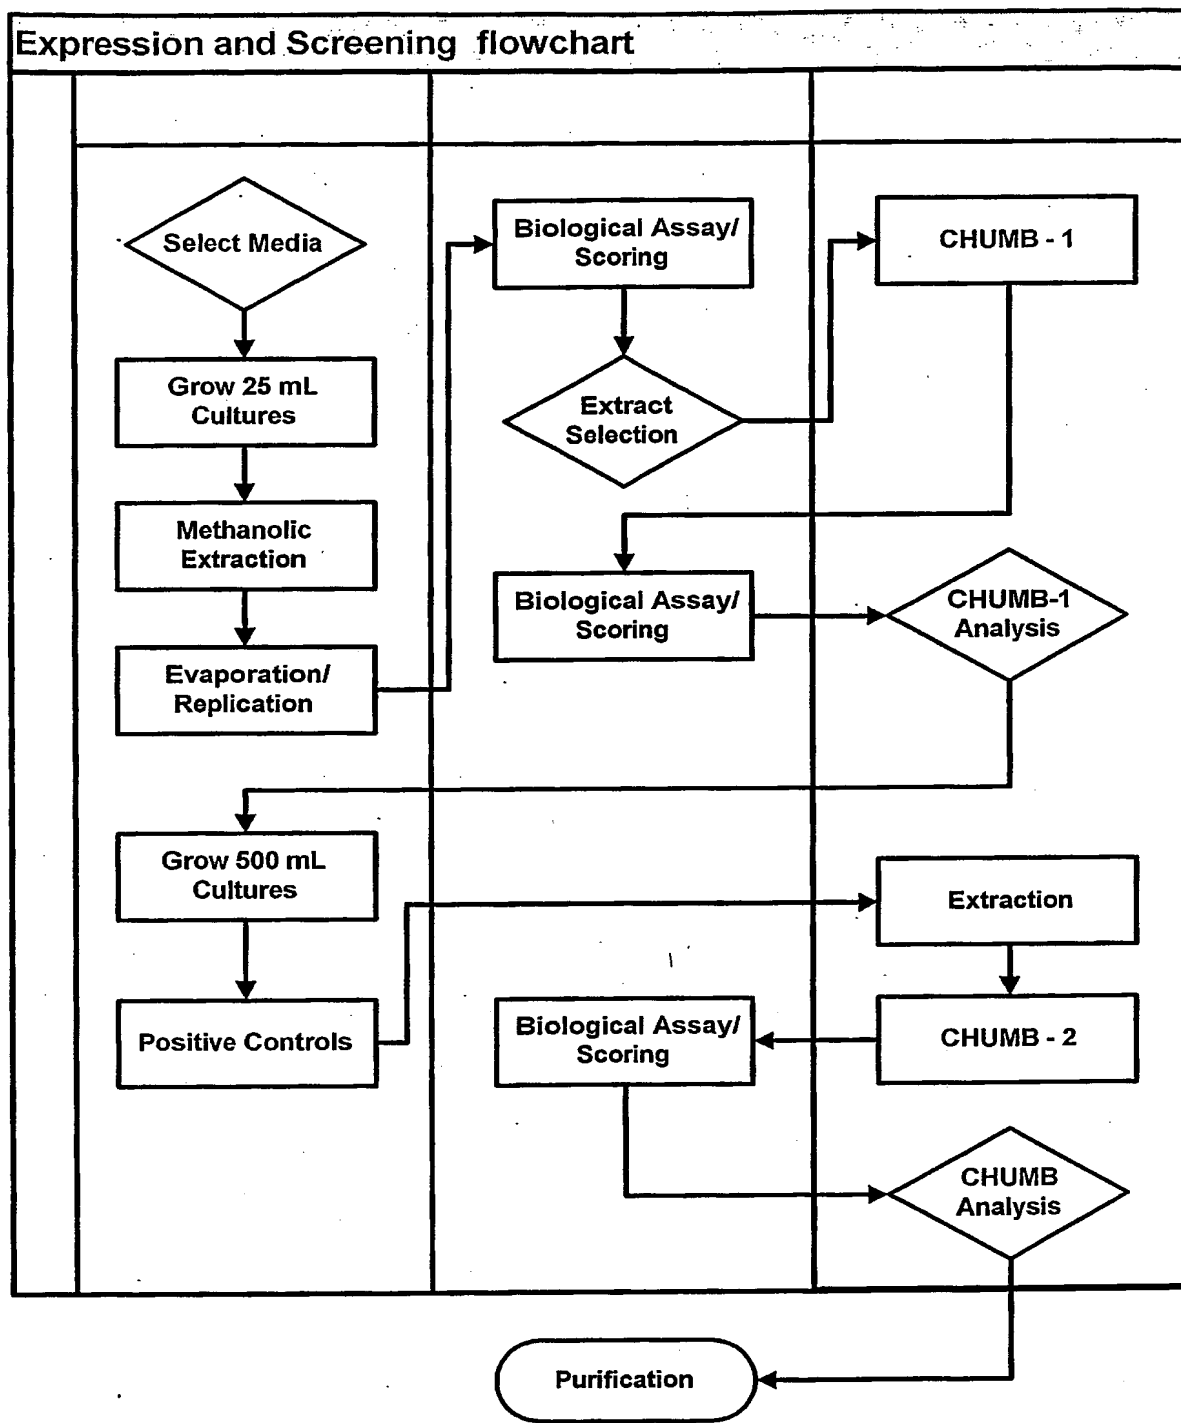 Expression and Screening flowchart
Select Media
Grow 25 mL
Cultures
Methanolic
Extraction
Evaporation/
Replication
Biological Assay/
Scoring
Extract
Selection
CHUMB - 1
Biological Assay/
Scoring
CHUMB-1
Analysis
Grow 500 mL
Cultures
Positive Controls
Extraction
CHUMB - 2
Biological Assay/
Scoring
CHUMB
Analysis
Purification